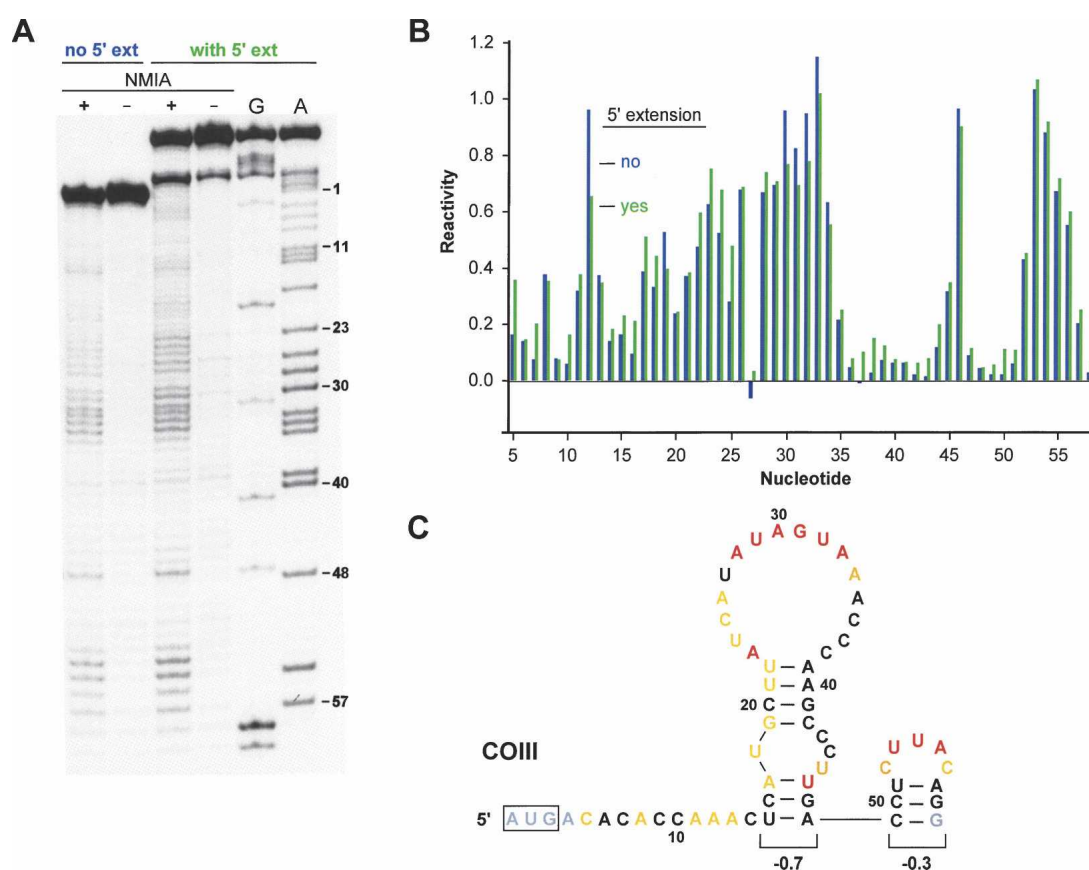 A
no 5' ext
with 5' ext
NMIA
+ – + – G A
–1
–11
–23
–30
–40
–48
–57
B
1.2
1.0
0.8
0.6
0.4
0.2
0.0
Reactivity
5' extension
no
yes
5 10 15 20 25 30 35 40 45 50 55
Nucleotide
C
COIII
5' A U G A C A C A C C A A A C U C A U G C U U A U C A U A U A G U A A A C C C A A G C C C U U G A C C U C U U A C A G G
10
20
30
40
50
-0.7
-0.3